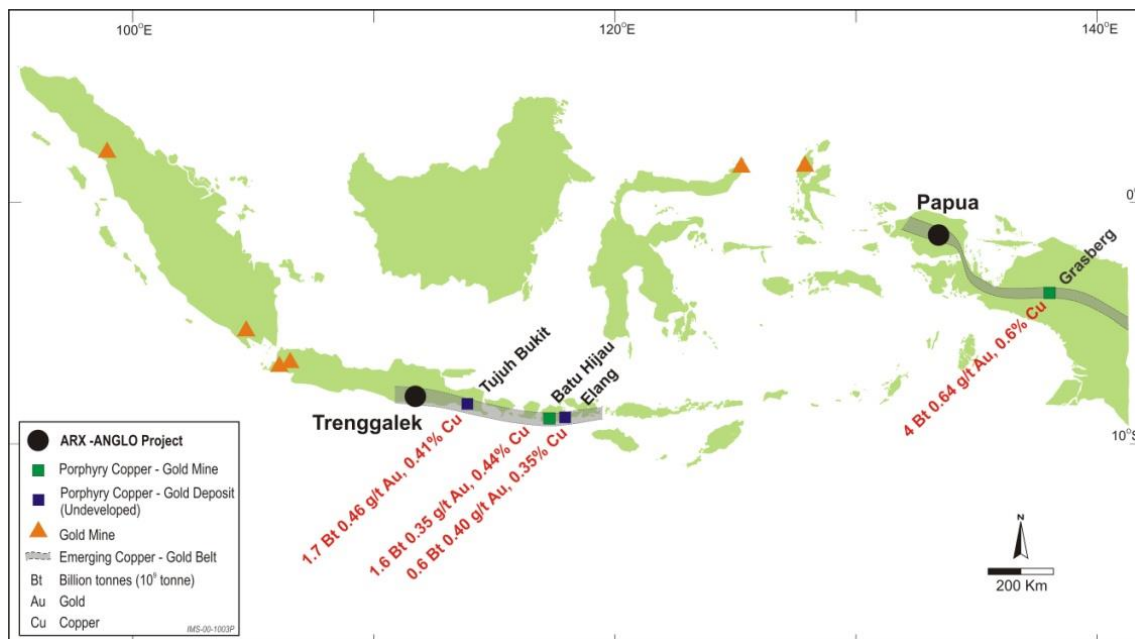 100°E
120°E
140°E
0°
10°S
Papua
Grasberg
4 Bt 0.64 g/t Au, 0.6% Cu
Trenggalek
Tujuh Bukit
Batu Hijau
Elang
1.7 Bt 0.46 g/t Au, 0.41% Cu
1.6 Bt 0.35 g/t Au, 0.44% Cu
0.6 Bt 0.40 g/t Au, 0.35% Cu
ARX -ANGLO Project
Porphyry Copper - Gold Mine
Porphyry Copper - Gold Deposit
(Undeveloped)
Gold Mine
Emerging Copper - Gold Belt
Bt Billion tonnes (10⁹ tonne)
Au Gold
Cu Copper
IMS-00-1003P
N
200 Km